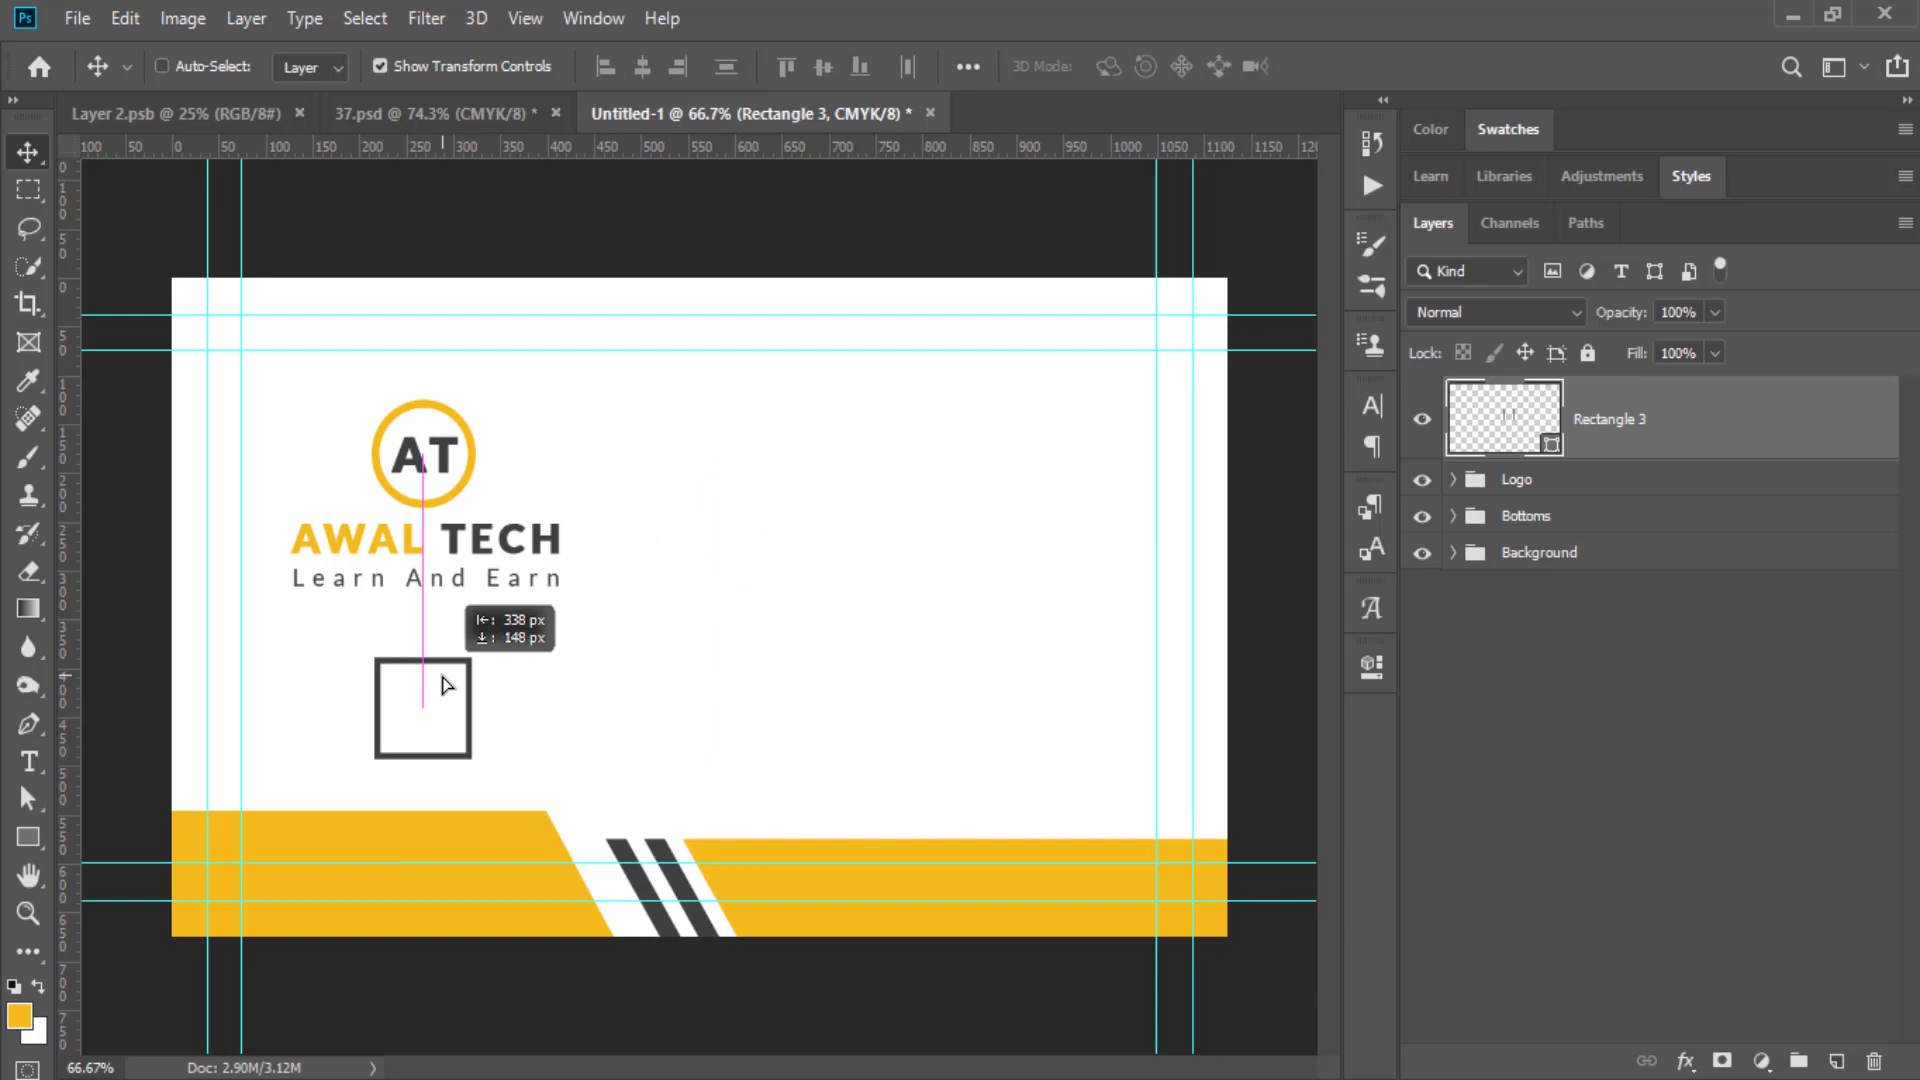 Ps File Edit Image Layer Type Select Filter 3D View Window Help
Auto-Select: Layer Show Transform Controls 3D Mode:
Layer 2.psb @ 25% (RGB/8#) × 37.psd @ 74.3% (CMYK/8) * × Untitled-1 @ 66.7% (Rectangle 3, CMYK/8) * ×
100 50 0 50 100 150 200 250 300 350 400 450 500 550 600 650 700 750 800 850 900 950 1000 1050 1100 1150
Color Swatches
Learn Libraries Adjustments Styles
Layers Channels Paths
Kind
Normal Opacity: 100%
Lock: Fill: 100%
Rectangle 3
Logo
Bottoms
Background
AT
AWAL TECH
Learn And Earn
338 px
148 px
66.67% Doc: 2.90M/3.12M